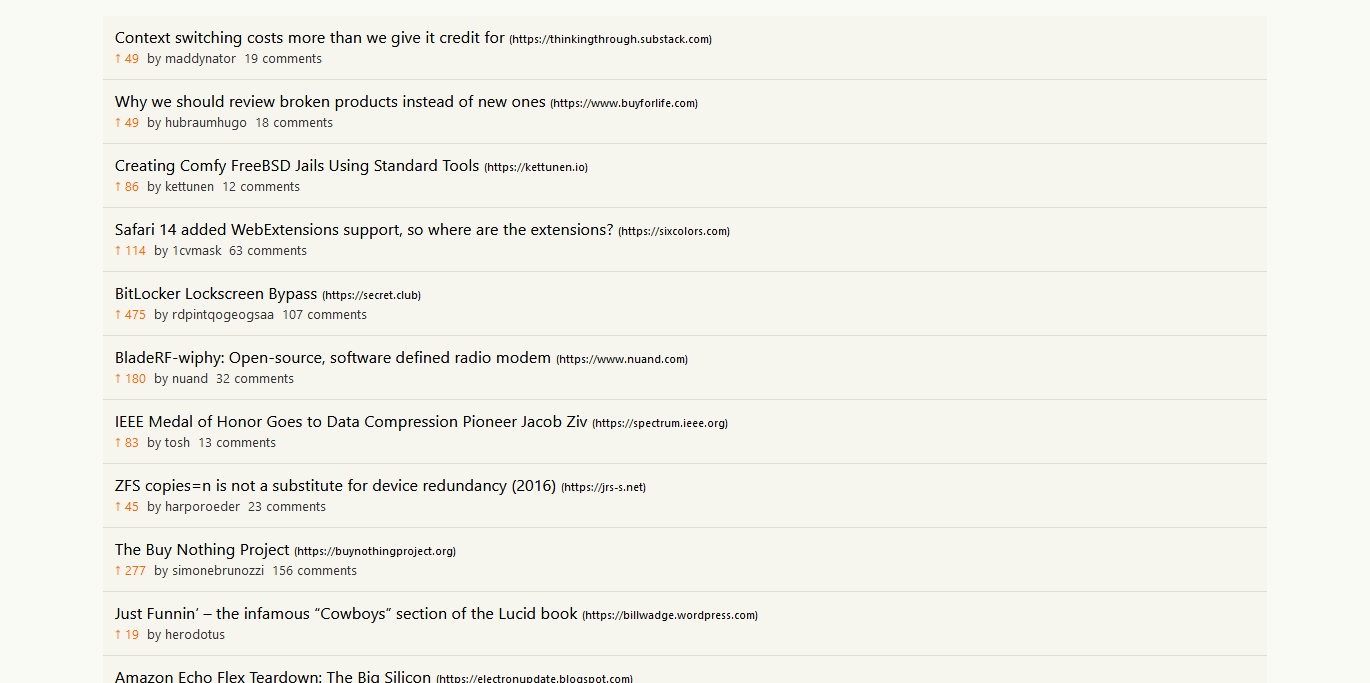 Context switching costs more than we give it credit for (https://thinkingthrough.substack.com)
↑ 49 by maddynator 19 comments
Why we should review broken products instead of new ones (https://www.buyforlife.com)
↑ 49 by hubraumhugo 18 comments
Creating Comfy FreeBSD Jails Using Standard Tools (https://kettunen.io)
↑ 86 by kettunen 12 comments
Safari 14 added WebExtensions support, so where are the extensions? (https://sixcolors.com)
↑ 114 by 1cvmask 63 comments
BitLocker Lockscreen Bypass (https://secret.club)
↑ 475 by rdpintqogeogsaa 107 comments
BladeRF-wiphy: Open-source, software defined radio modem (https://www.nuand.com)
↑ 180 by nuand 32 comments
IEEE Medal of Honor Goes to Data Compression Pioneer Jacob Ziv (https://spectrum.ieee.org)
↑ 83 by tosh 13 comments
ZFS copies=n is not a substitute for device redundancy (2016) (https://jrs-s.net)
↑ 45 by harporoeder 23 comments
The Buy Nothing Project (https://buynothingproject.org)
↑ 277 by simonebrunozzi 156 comments
Just Funnin’ – the infamous “Cowboys” section of the Lucid book (https://billwadge.wordpress.com)
↑ 19 by herodotus
Amazon Echo Flex Teardown: The Big Silicon (https://electronupdate.blogspot.com)